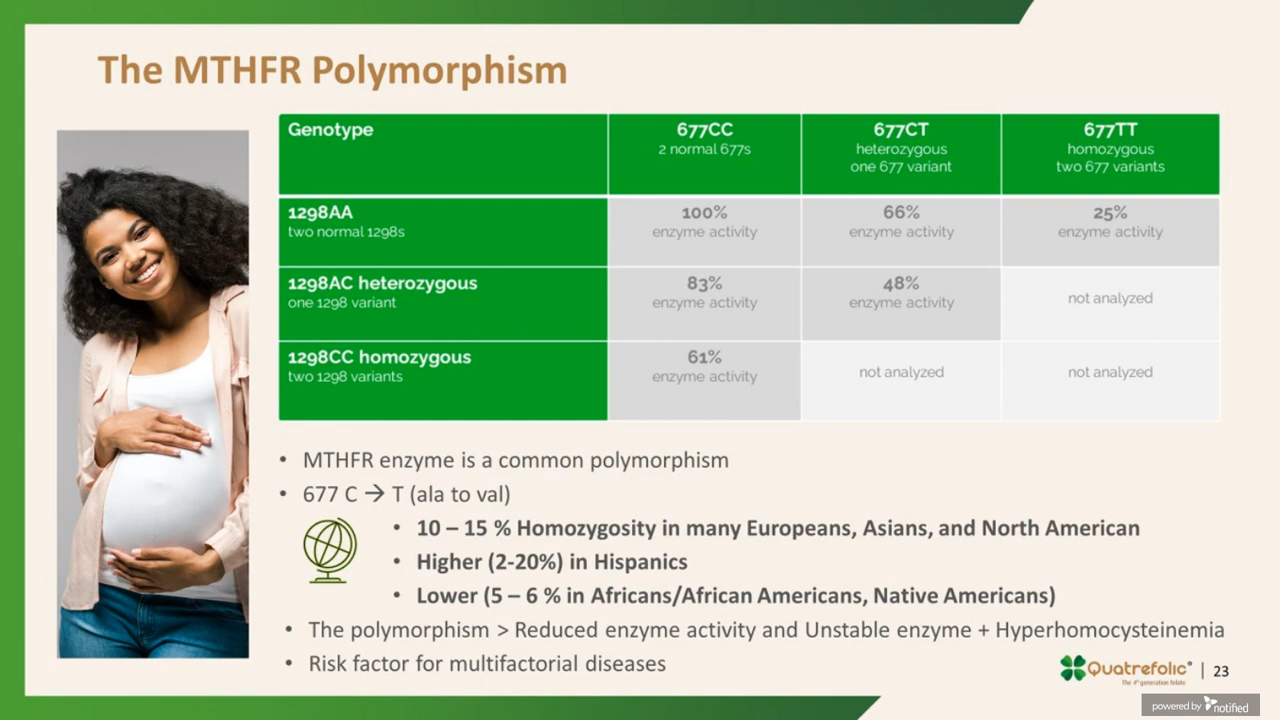 The MTHFR Polymorphism
Genotype
677CC
2 normal 677s
677CT
heterozygous
one 677 variant
677TT
homozygous
two 677 variants
1298AA
two normal 1298s
100%
enzyme activity
66%
enzyme activity
25%
enzyme activity
1298AC heterozygous
one 1298 variant
83%
enzyme activity
48%
enzyme activity
not analyzed
1298CC homozygous
two 1298 variants
61%
enzyme activity
not analyzed
not analyzed
• MTHFR enzyme is a common polymorphism
• 677 C → T (ala to val)
• 10 – 15 % Homozygosity in many Europeans, Asians, and North American
• Higher (2-20%) in Hispanics
• Lower (5 – 6 % in Africans/African Americans, Native Americans)
• The polymorphism > Reduced enzyme activity and Unstable enzyme + Hyperhomocysteinemia
• Risk factor for multifactorial diseases
Quatrefolic® | 23
The 4th generation folate
powered by notified